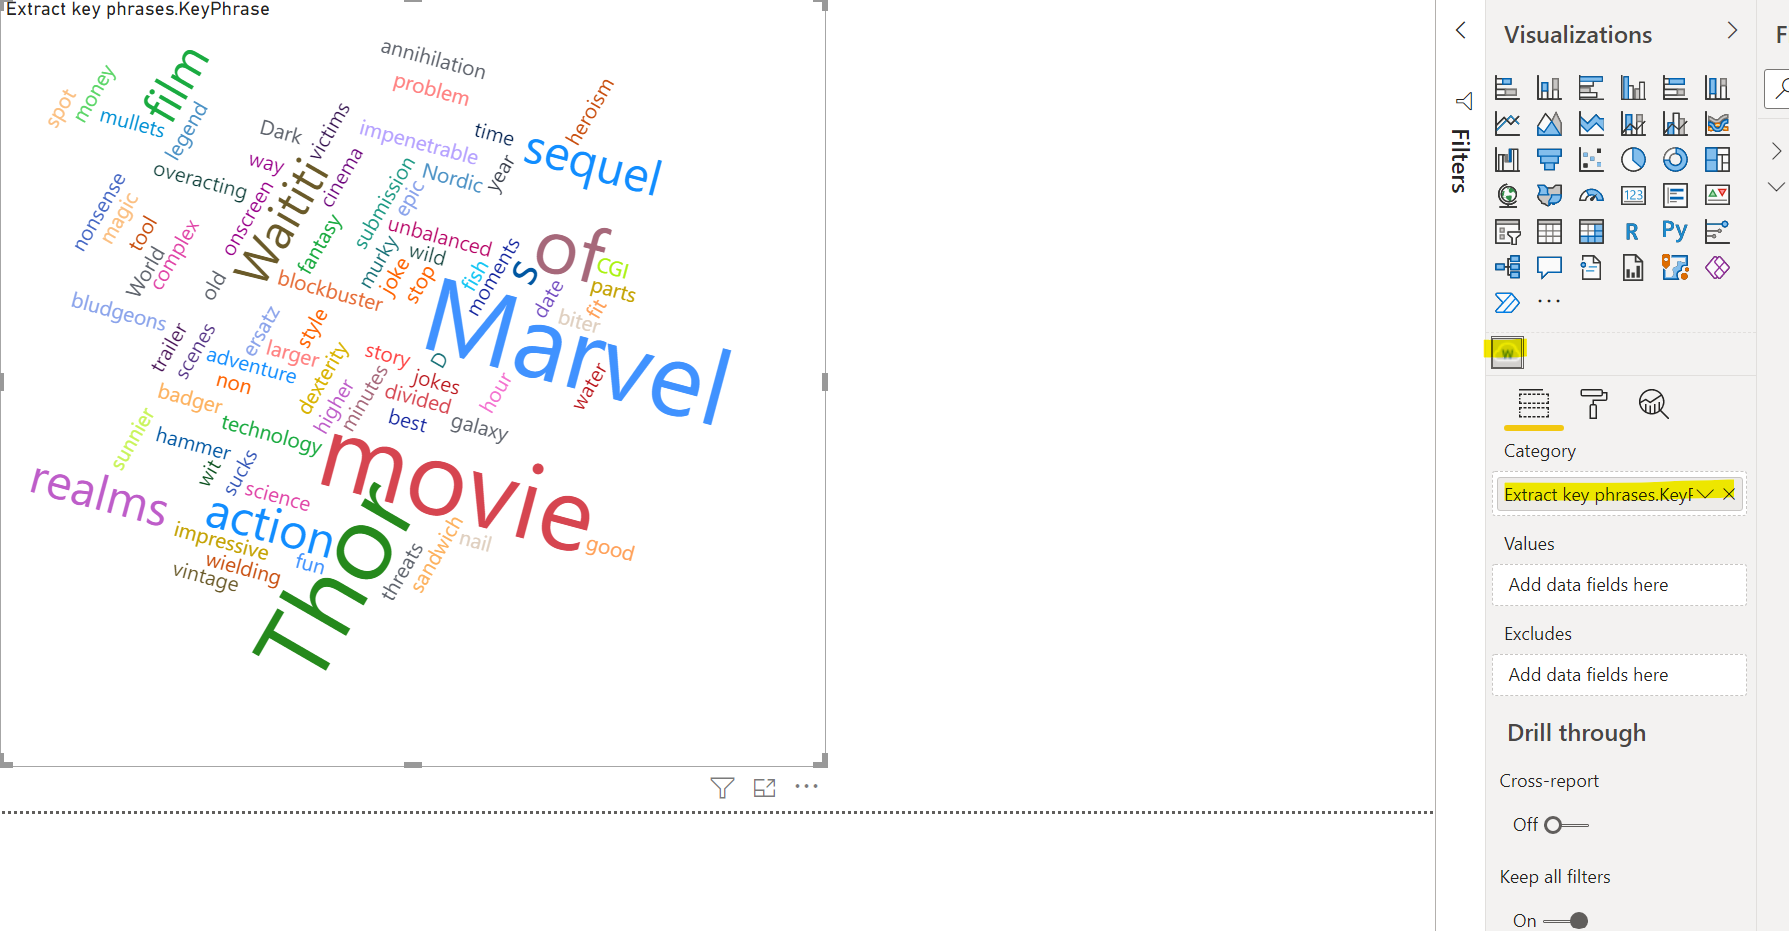 Extract key phrases.KeyPhrase
annihilation
problem
film
money
spot
mullets
legend
Dark
victims
impenetrable
time
heroism
sequel
way
cinema
year
overacting
Waititi
submission
Nordic
epic
onscreen
nonsense
magic
tool
fantasy
unbalanced
of
World
complex
murky
wild
moments
s
CGI
old
joke
stop
fish
parts
blockbuster
date
fit
biter
bludgeons
Marvel
ersatz
style
trailer
scenes
adventure
larger
story
D
dexterity
jokes
water
non
minutes
divided
hour
badger
higher
best
galaxy
sunnier
technology
hammer
movie
wit
sucks
realms
science
action
Thor
impressive
sandwich
nail
good
threats
wielding
fun
vintage
Filters
Visualizations
F
123
R
Py
W
Category
Extract key phrases.KeyF
Values
Add data fields here
Excludes
Add data fields here
Drill through
Cross-report
Off
Keep all filters
On